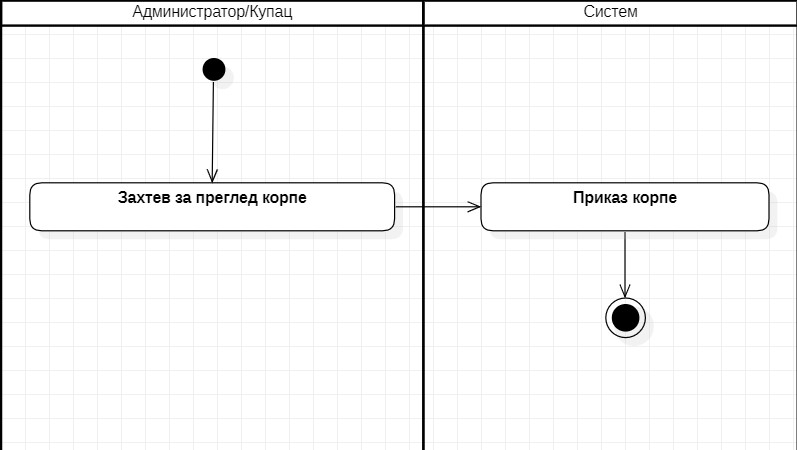 Администратор/Купац
Систем
Захтев за преглед корпе
Приказ корпе